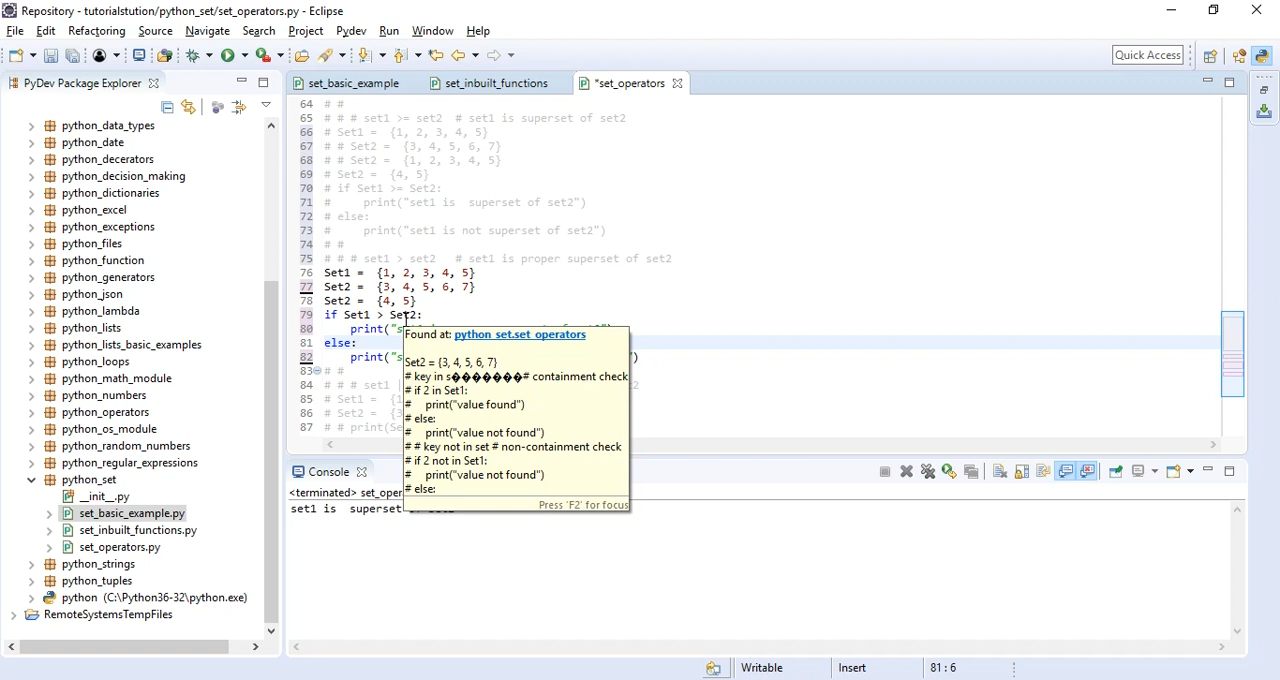 Repository - tutorialstution/python_set/set_operators.py - Eclipse
File Edit Refactoring Source Navigate Search Project Pydev Run Window Help
Quick Access
PyDev Package Explorer
set_basic_example
set_inbuilt_functions
*set_operators
python_data_types
python_date
python_decerators
python_decision_making
python_dictionaries
python_excel
python_exceptions
python_files
python_function
python_generators
python_json
python_lambda
python_lists
python_lists_basic_examples
python_loops
python_math_module
python_numbers
python_operators
python_os_module
python_random_numbers
python_regular_expressions
python_set
__init__.py
set_basic_example.py
set_inbuilt_functions.py
set_operators.py
python_strings
python_tuples
python (C:\Python36-32\python.exe)
RemoteSystemsTempFiles
64 # #
65 # # # set1 >= set2 # set1 is superset of set2
66 # Set1 = {1, 2, 3, 4, 5}
67 # # Set2 = {3, 4, 5, 6, 7}
68 # # Set2 = {1, 2, 3, 4, 5}
69 # Set2 = {4, 5}
70 # if Set1 >= Set2:
71 # print("set1 is superset of set2")
72 # else:
73 # print("set1 is not superset of set2")
74 # #
75 # # # set1 > set2 # set1 is proper superset of set2
76 Set1 = {1, 2, 3, 4, 5}
77 Set2 = {3, 4, 5, 6, 7}
78 Set2 = {4, 5}
79 if Set1 > Set2:
80 print("s
81 else:
82 print("s ")
83 # #
84 # # # set1 |
85 # Set1 = {1
86 # Set2 = {3
87 # # print(Se
Found at: python_set.set_operators
Set2 = {3, 4, 5, 6, 7}
# key in s�������# containment check
# if 2 in Set1:
# print("value found")
# else:
# print("value not found")
# # key not in set # non-containment check
# if 2 not in Set1:
# print("value not found")
# else:
Press 'F2' for focus
Console
<terminated> set_oper
set1 is superset
Writable
Insert
81 : 6